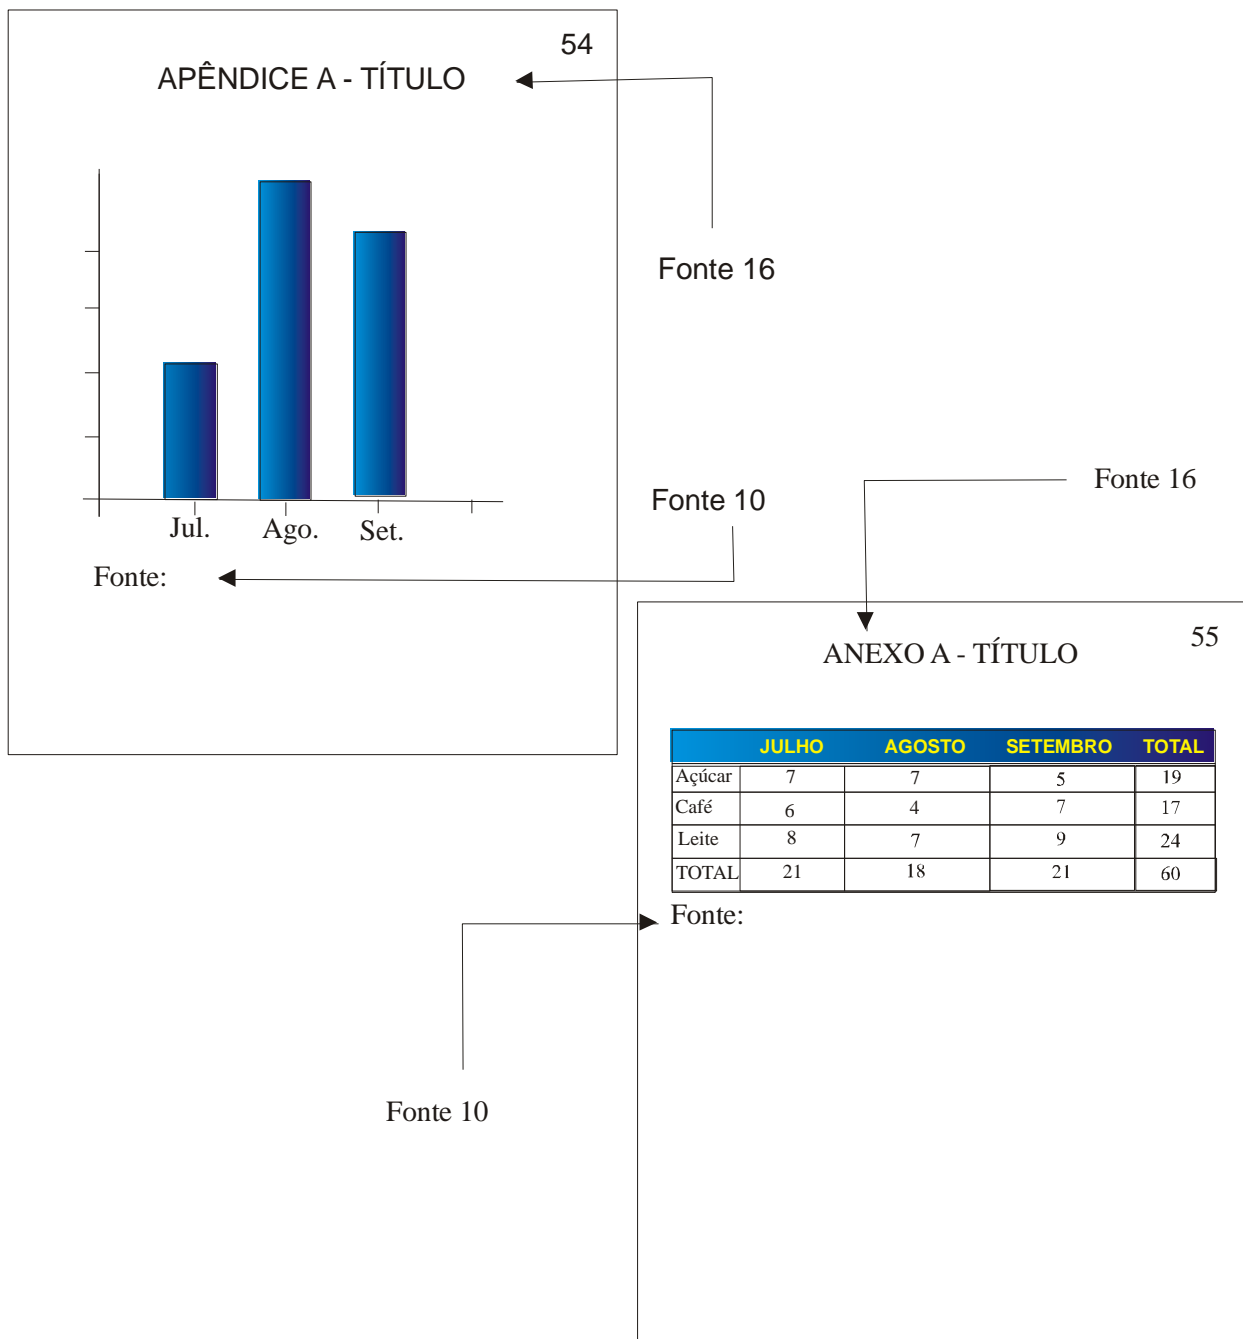 54
APÊNDICE A - TÍTULO
Fonte 16
Jul. Ago. Set.
Fonte:
Fonte 10
Fonte 16
55
ANEXO A - TÍTULO
JULHO AGOSTO SETEMBRO TOTAL
Açúcar 7 7 5 19
Café 6 4 7 17
Leite 8 7 9 24
TOTAL 21 18 21 60
Fonte:
Fonte 10